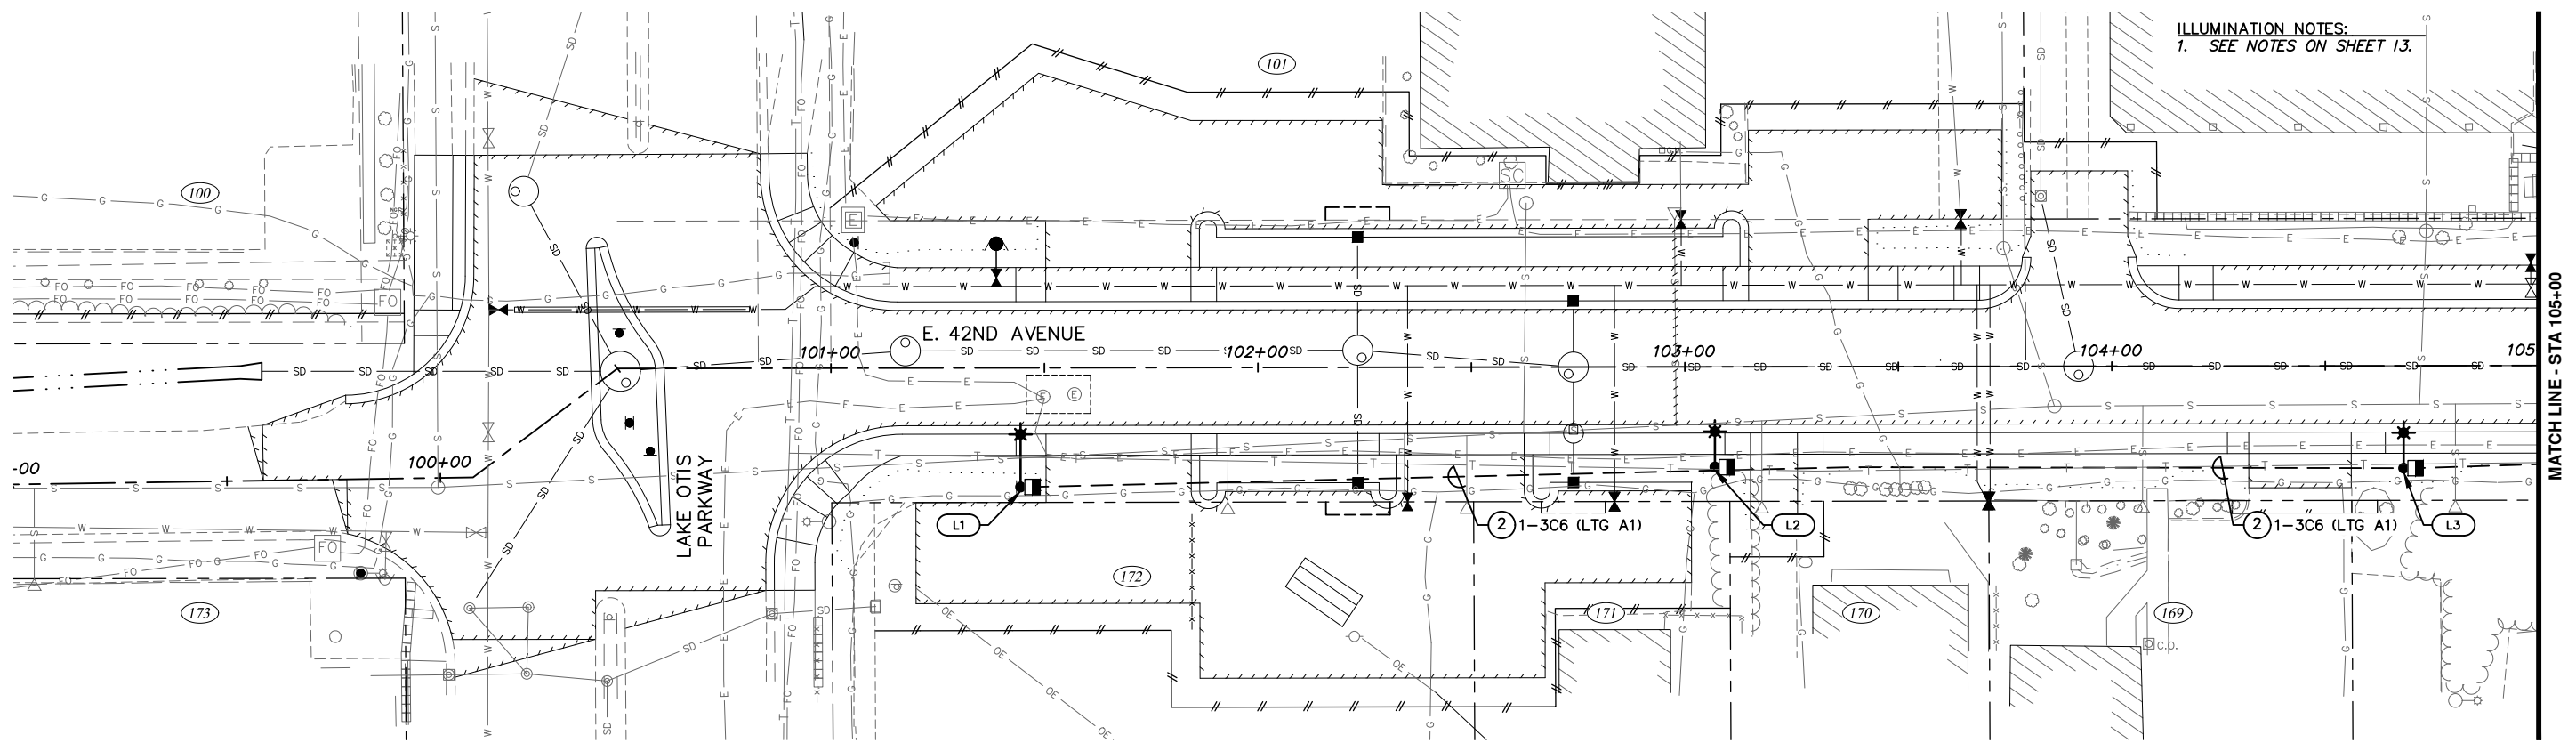 ILLUMINATION NOTES:
1. SEE NOTES ON SHEET 13.
101
100
SC
E. 42ND AVENUE
101+00
102+00
103+00
104+00
105
MATCH LINE - STA 105+00
-00
100+00
LAKE OTIS
PARKWAY
L1
2 1-3C6 (LTG A1)
L2
2 1-3C6 (LTG A1)
L3
FO
FO
172
173
171
170
169
C.O.